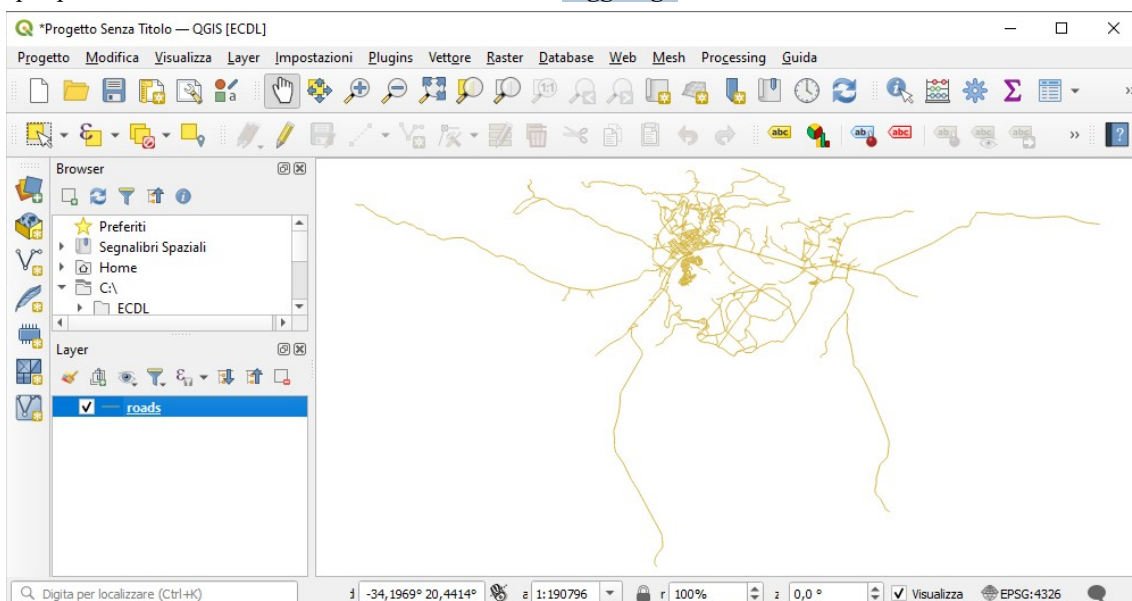 *Progetto Senza Titolo — QGIS [ECDL]
Progetto Modifica Visualizza Layer Impostazioni Plugins Vettore Raster Database Web Mesh Processing Guida
abc abc
Browser
Preferiti
Segnalibri Spaziali
Home
C:\
ECDL
Layer
roads
Digita per localizzare (Ctrl+K) -34,1969° 20,4414° 1:190796 r 100% z 0,0 ° Visualizza EPSG:4326